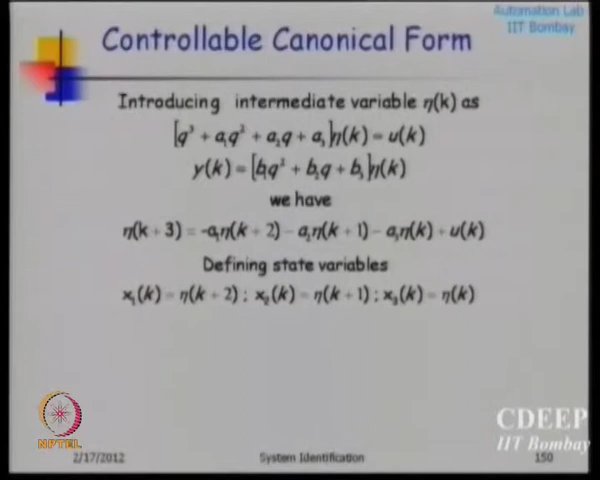 Automation Lab
IIT Bombay
Controllable Canonical Form
Introducing intermediate variable η(k) as
[q³ + a₁q² + a₂q + a₃]η(k) = u(k)
y(k) = [b₁q² + b₂q + b₃]η(k)
we have
η(k + 3) = -a₁η(k + 2) - a₂η(k + 1) - a₃η(k) + u(k)
Defining state variables
x₁(k) = η(k + 2) ; x₂(k) = η(k + 1) ; x₃(k) = η(k)
NPTEL
CDEEP
IIT Bombay
2/17/2012
System Identification
150